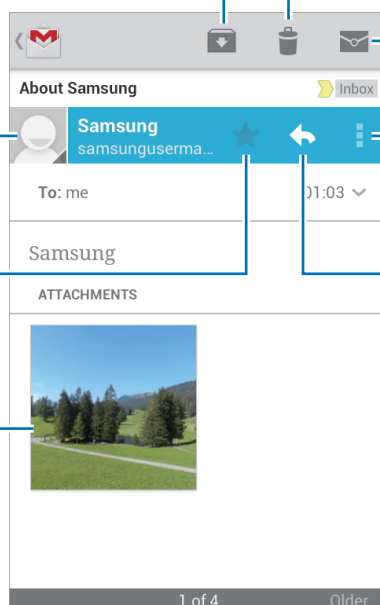 About Samsung
Inbox
Samsung
samsunguserma...
To: me
01:03
Samsung
ATTACHMENTS
1 of 4
Older